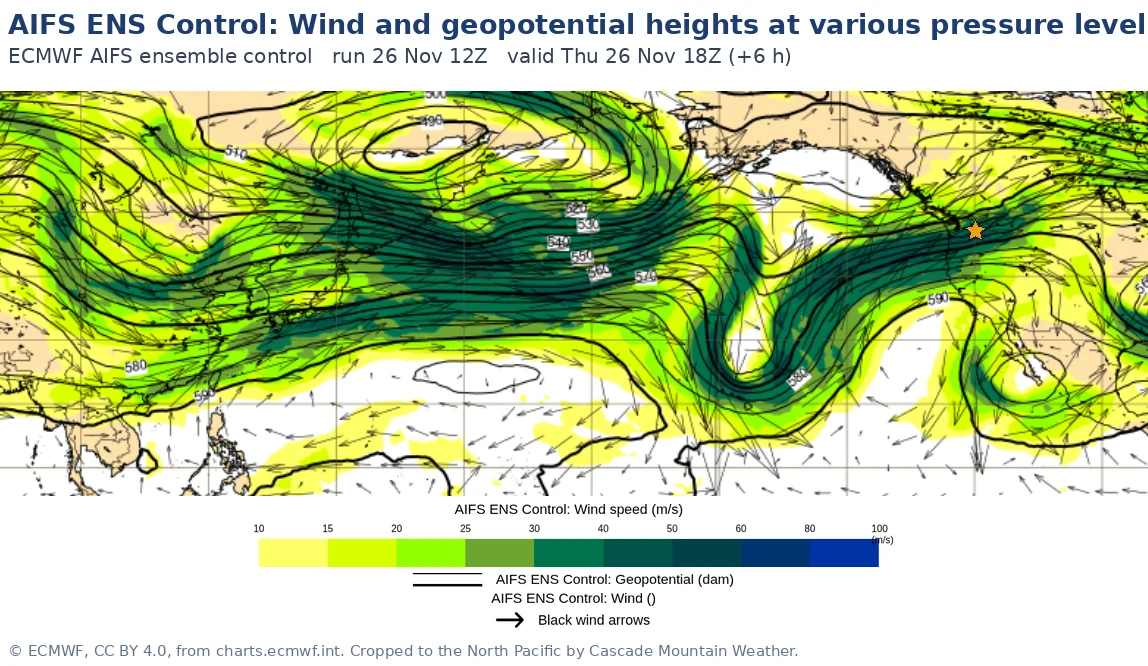 AIFS ENS Control: Wind and geopotential heights at various pressure level
ECMWF AIFS ensemble control run 26 Nov 12Z valid Thu 26 Nov 18Z (+6 h)
500
490
510
530
540
550
560
570
580
590
590
580
AIFS ENS Control: Wind speed (m/s)
10 15 20 25 30 40 50 60 80 100
(m/s)
AIFS ENS Control: Geopotential (dam)
AIFS ENS Control: Wind ()
Black wind arrows
© ECMWF, CC BY 4.0, from charts.ecmwf.int. Cropped to the North Pacific by Cascade Mountain Weather.